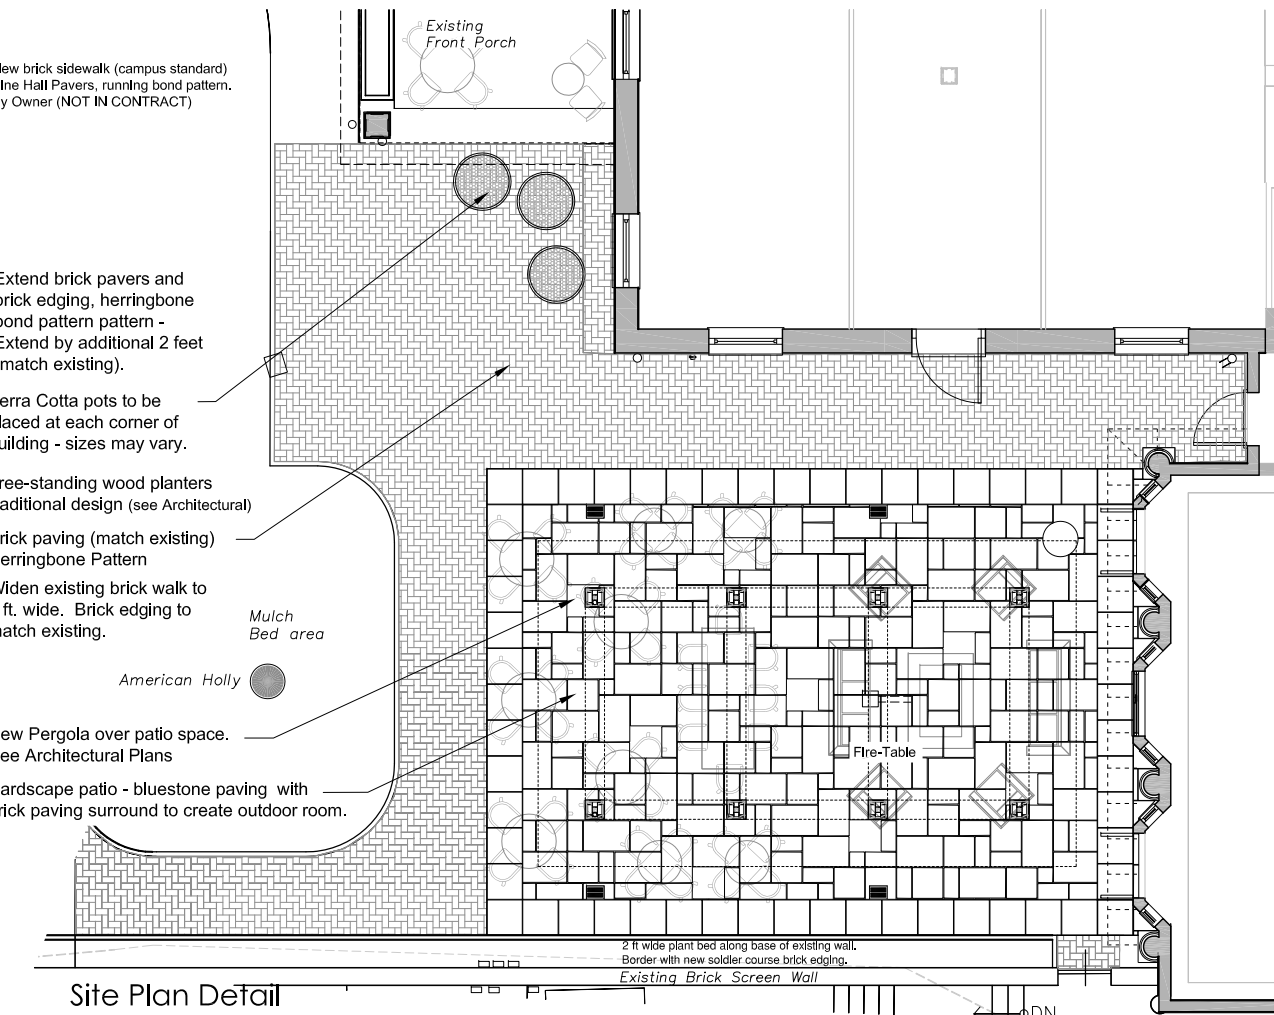 Existing
Front Porch
ew brick sidewalk (campus standard)
ine Hall Pavers, running bond pattern.
y Owner (NOT IN CONTRACT)
Extend brick pavers and
brick edging, herringbone
bond pattern pattern -
Extend by additional 2 feet
match existing).
erra Cotta pots to be
laced at each corner of
uilding - sizes may vary.
ree-standing wood planters
aditional design (see Architectural)
rick paving (match existing)
erringbone Pattern
Widen existing brick walk to
ft. wide.  Brick edging to
match existing.
Mulch
Bed area
American Holly
ew Pergola over patio space.
ee Architectural Plans
ardscape patio - bluestone paving with
rick paving surround to create outdoor room.
Fire-Table
2 ft wide plant bed along base of existing wall.
Border with new soldier course brick edging.
Existing Brick Screen Wall
Site Plan Detail
DN